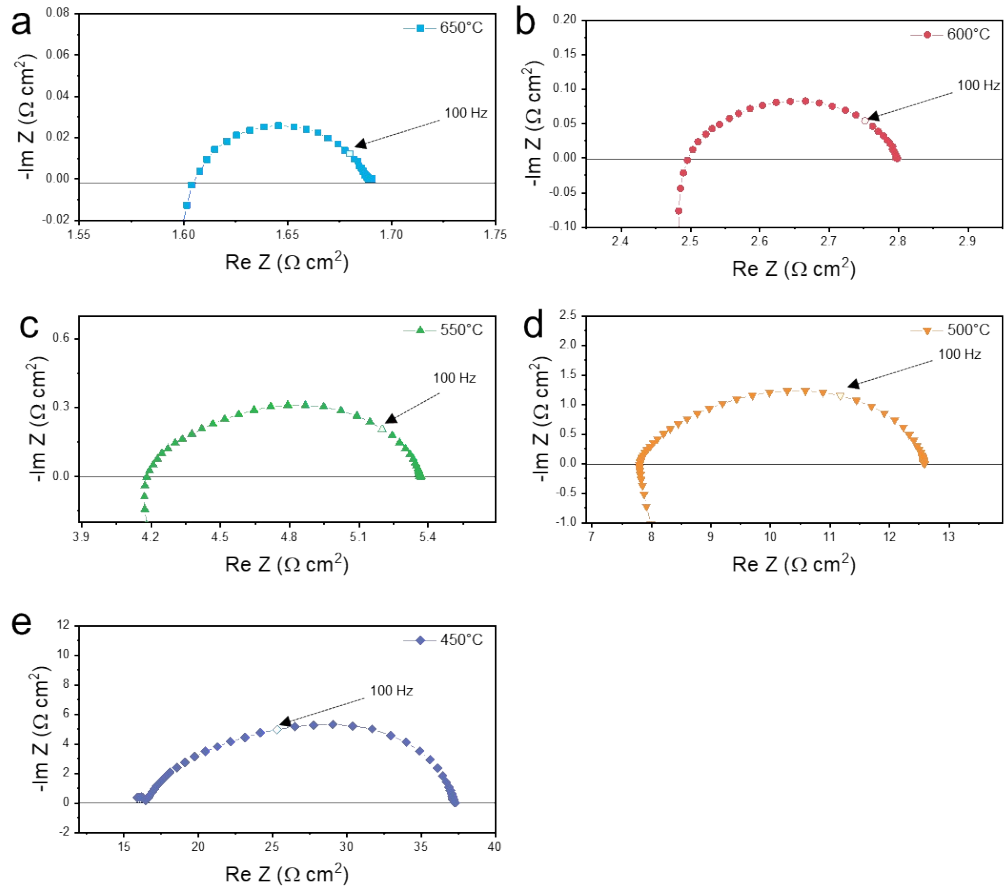 a
650°C
100 Hz
0.08
0.06
0.04
0.02
0.00
-0.02
1.55
1.60
1.65
1.70
1.75
-Im Z (Ω cm²)
Re Z (Ω cm²)
b
600°C
100 Hz
0.20
0.15
0.10
0.05
0.00
-0.05
-0.10
2.4
2.5
2.6
2.7
2.8
2.9
-Im Z (Ω cm²)
Re Z (Ω cm²)
c
550°C
100 Hz
0.6
0.3
0.0
3.9
4.2
4.5
4.8
5.1
5.4
-Im Z (Ω cm²)
Re Z (Ω cm²)
d
500°C
100 Hz
2.5
2.0
1.5
1.0
0.5
0.0
-0.5
-1.0
7
8
9
10
11
12
13
-Im Z (Ω cm²)
Re Z (Ω cm²)
e
450°C
100 Hz
12
10
8
6
4
2
0
-2
15
20
25
30
35
40
-Im Z (Ω cm²)
Re Z (Ω cm²)